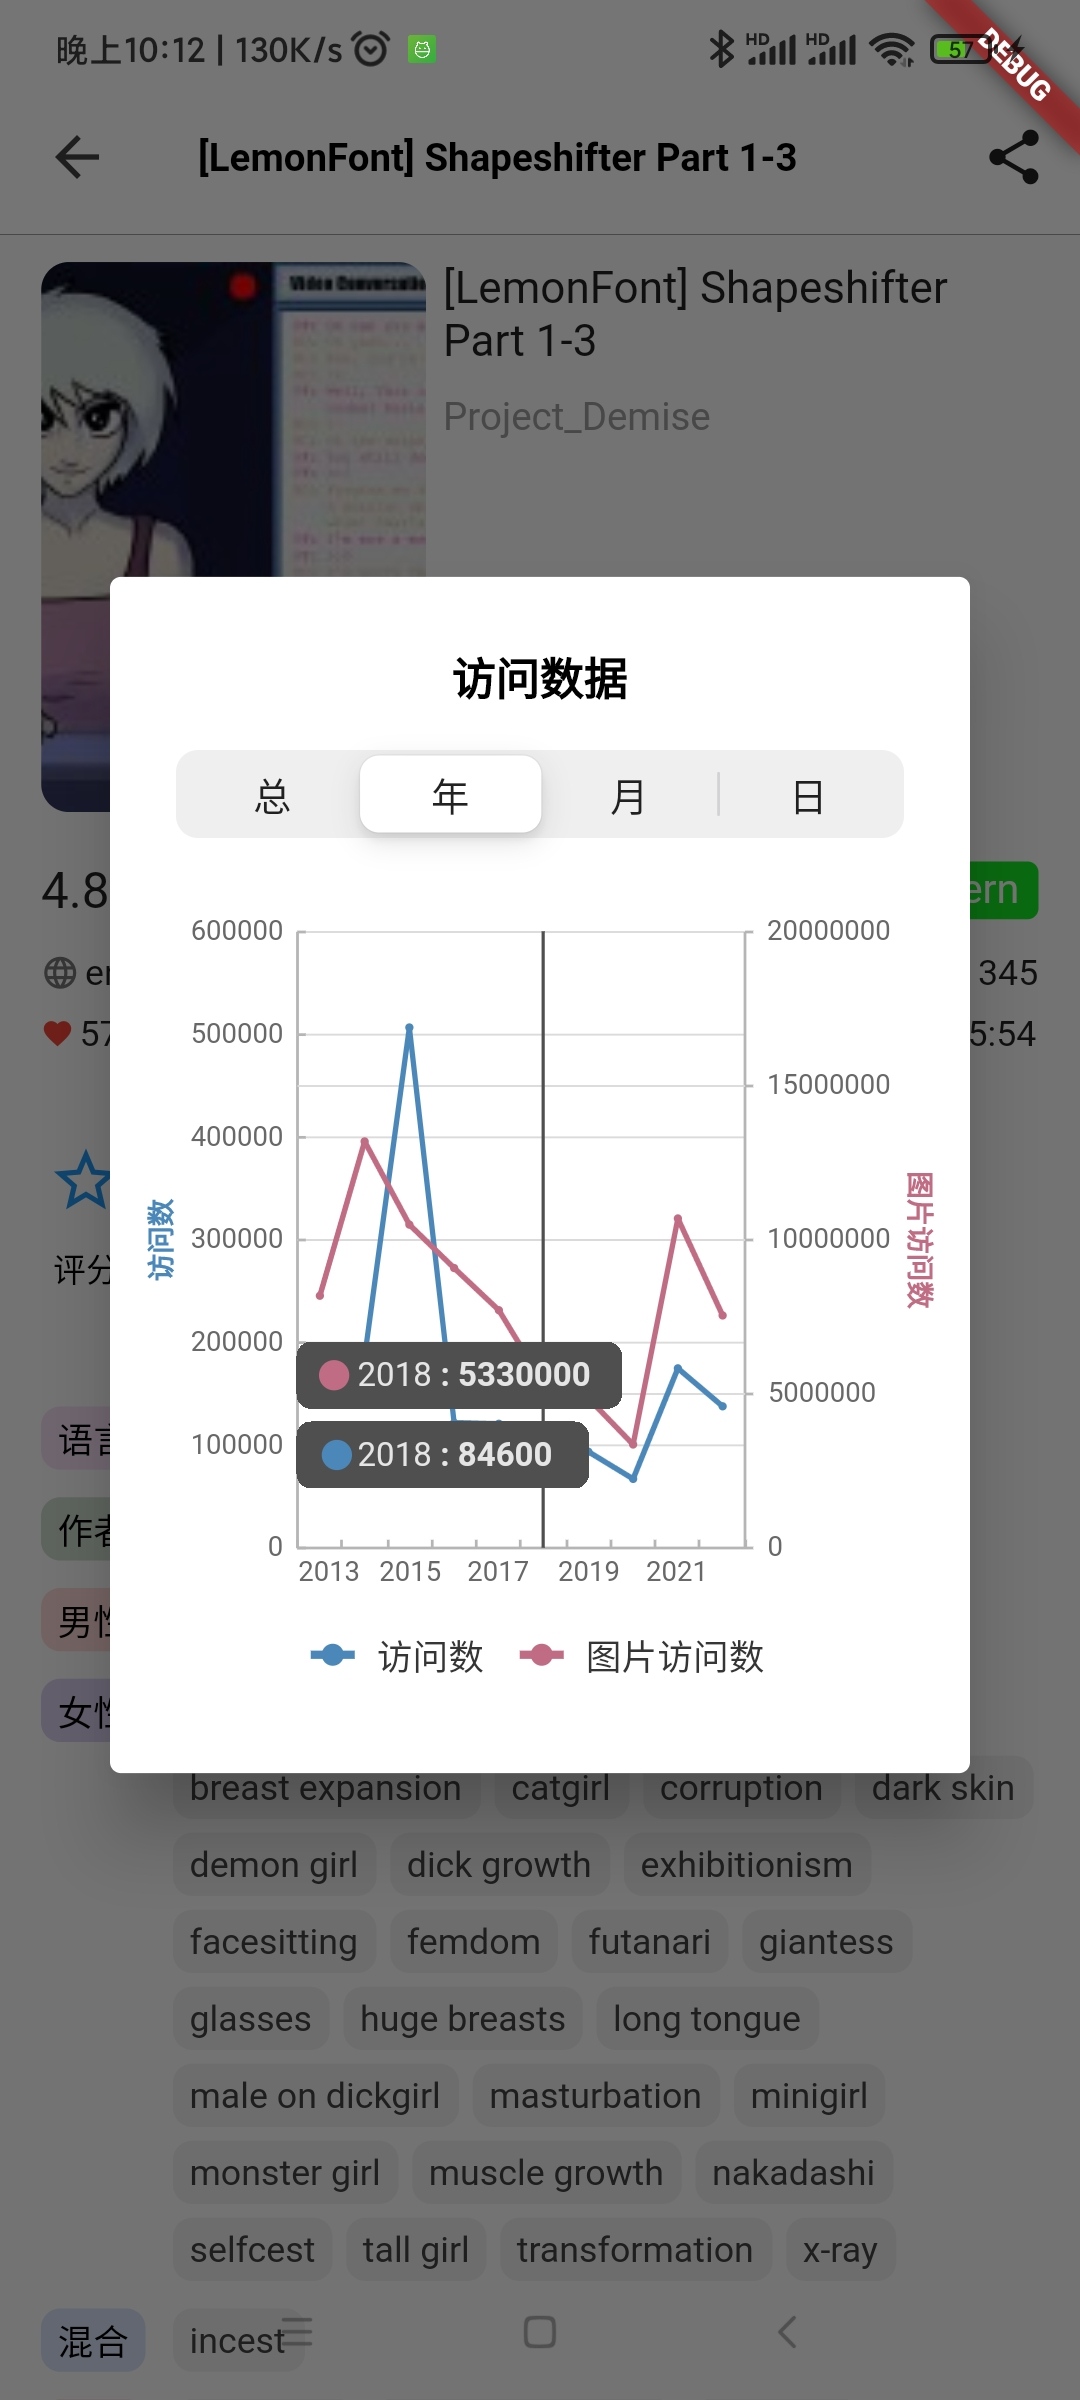 晚上10:12 | 130K/s
HD HD 57
DEBUG
[LemonFont] Shapeshifter Part 1-3
Video Conversatio
[LemonFont] Shapeshifter
Part 1-3
Project_Demise
访问数据
总 年 月 日
4.8
ern
345
57
5:54
评分
访问数
600000
500000
400000
300000
200000
100000
0
20000000
15000000
10000000
5000000
0
图片访问数
2018 : 5330000
2018 : 84600
2013 2015 2017 2019 2021
访问数 图片访问数
语言
作者
男性
女性
breast expansion catgirl corruption dark skin
demon girl dick growth exhibitionism
facesitting femdom futanari giantess
glasses huge breasts long tongue
male on dickgirl masturbation minigirl
monster girl muscle growth nakadashi
selfcest tall girl transformation x-ray
混合 incest